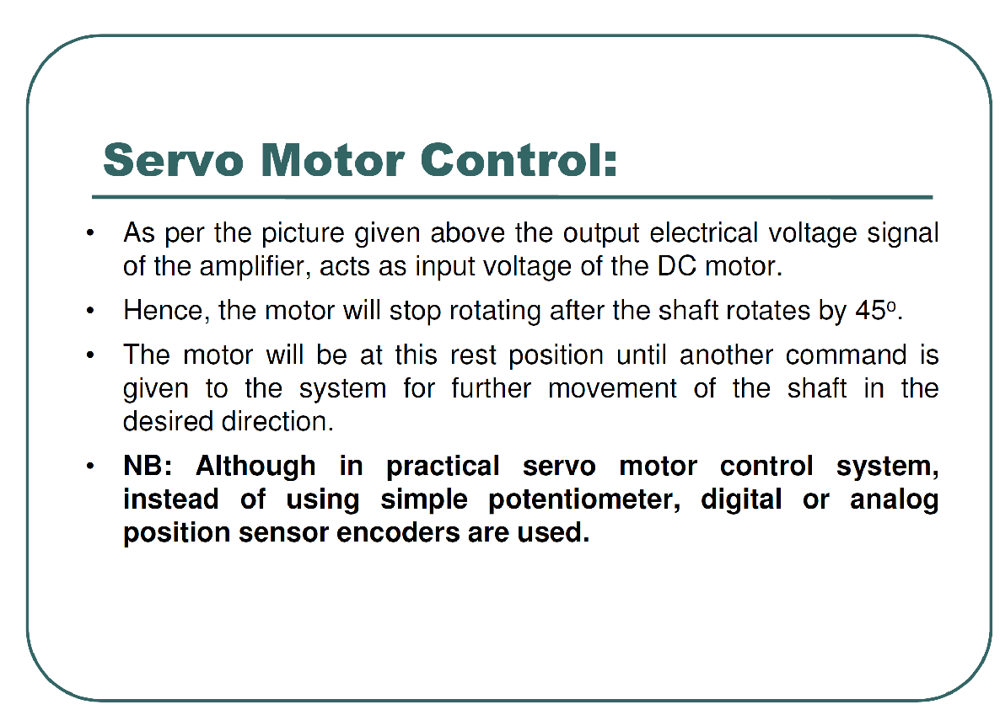 Servo Motor Control:
• As per the picture given above the output electrical voltage signal
of the amplifier, acts as input voltage of the DC motor.
• Hence, the motor will stop rotating after the shaft rotates by 45º.
• The motor will be at this rest position until another command is
given to the system for further movement of the shaft in the
desired direction.
• NB: Although in practical servo motor control system,
instead of using simple potentiometer, digital or analog
position sensor encoders are used.